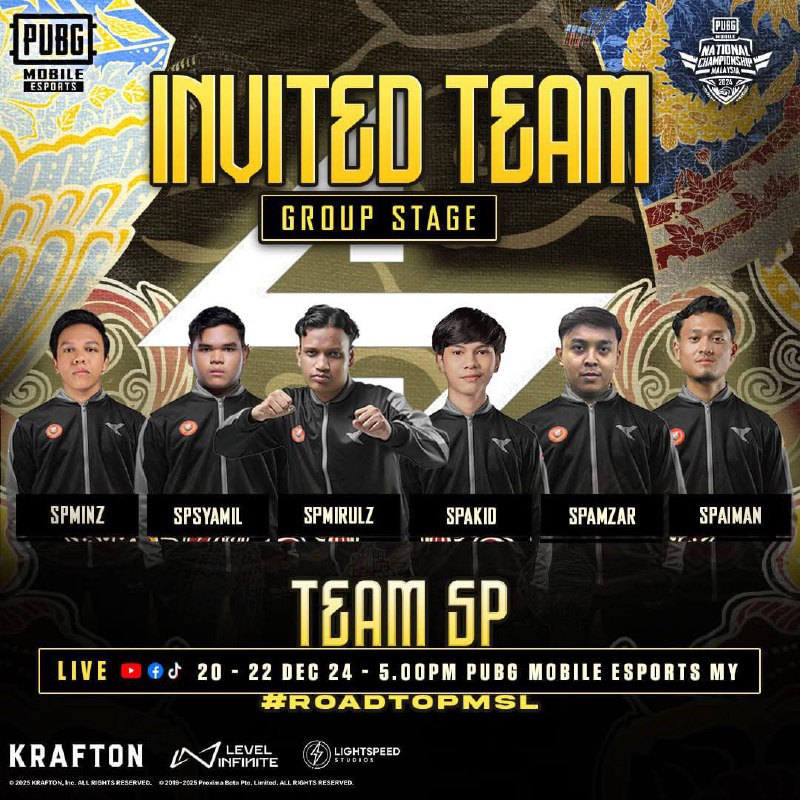 PUBG
MOBILE
ESPORTS
PUBG
MOBILE
NATIONAL
CHAMPIONSHIP
MALAYSIA
2024
INVITED TEAM
GROUP STAGE
SPMINZ
SPSYAMIL
SPMIRULZ
SPAKID
SPAMZAR
SPAIMAN
TEAM SP
LIVE 20 - 22 DEC 24 - 5.00PM PUBG MOBILE ESPORTS MY
#ROADTOPMSL
KRAFTON
LEVEL
INFINITE
LIGHTSPEED
STUDIOS
© 2025 KRAFTON, Inc. ALL RIGHTS RESERVED. © 2019-2025 Proxima Beta Pte. Limited. ALL RIGHTS RESERVED.